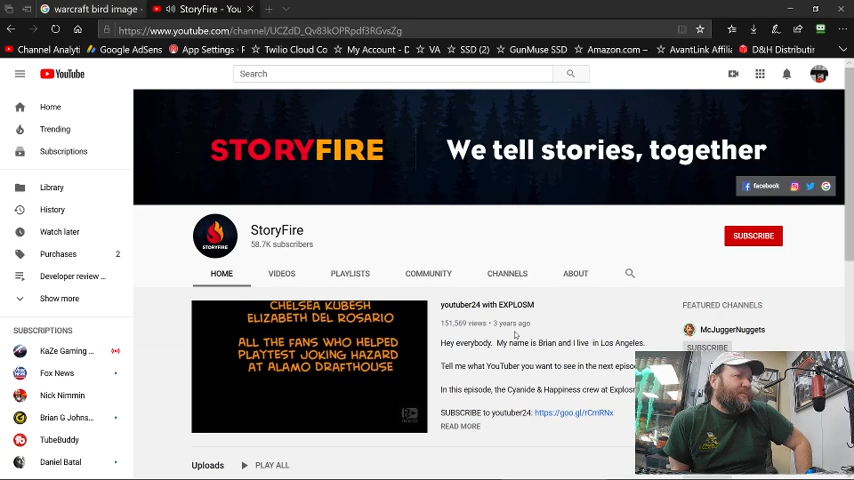 warcraft bird image
StoryFire - You
https://www.youtube.com/channel/UCZdD_Qv83kOPRpdf3RGvsZg
Channel Analyti
Google AdSens
App Settings - F
Twilio Cloud Co
My Account - D
VA
SSD (2)
GunMuse SSD
Amazon.com -
AvantLink Affiliat
D&H Distributin
YouTube
Search
Home
Trending
Subscriptions
Library
History
Watch later
Purchases 2
Developer review ...
Show more
SUBSCRIPTIONS
KaZe Gaming ...
Fox News
Nick Nimmin
Brian G Johns...
TubeBuddy
Daniel Batal
STORYFIRE
We tell stories, together
facebook
STORYFIRE
StoryFire
58.7K subscribers
SUBSCRIBE
HOME VIDEOS PLAYLISTS COMMUNITY CHANNELS ABOUT
CHELSEA KUBESH
ELIZABETH DEL ROSARIO
ALL THE FANS WHO HELPED
PLAYTEST JOKING HAZARD
AT ALAMO DRAFTHOUSE
youtuber24 with EXPLOSM
151,569 views • 3 years ago
Hey everybody. My name is Brian and I live in Los Angeles.
Tell me what YouTuber you want to see in the next episo
In this episode, the Cyanide & Happiness crew at Explosm
SUBSCRIBE to youtuber24: https://goo.gl/rCmRNx
READ MORE
FEATURED CHANNELS
McJuggerNuggets
SUBSCRIBE
Uploads
PLAY ALL